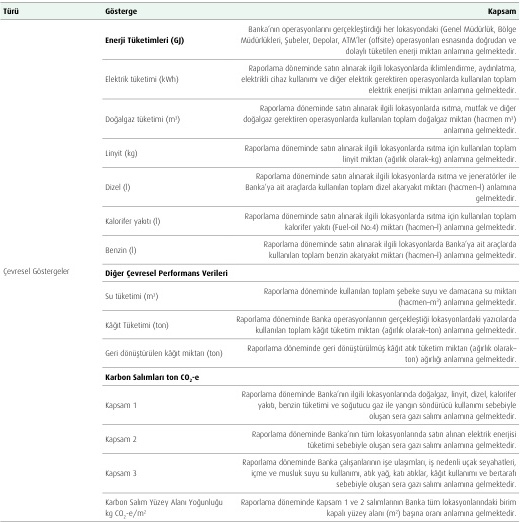 Türü Gösterge Kapsam
Banka'nın operasyonlarını gerçekleştirdiği her lokasyondaki (Genel Müdürlük, Bölge
Enerji Tüketimleri (GJ) Müdürlükleri, Şubeler, Depolar, ATM'ler (offsite) operasyonları esnasında doğrudan ve
dolaylı tüketilen enerji miktarı anlamına gelmektedir.
Raporlama döneminde satın alınarak ilgili lokasyonlarda iklimlendirme, aydınlatma,
Elektrik tüketimi (kWh) elektrikli cihaz kullanımı ve diğer elektrik gerektiren operasyonlarda kullanılan toplam
elektrik enerjisi miktarı anlamına gelmektedir.
Raporlama döneminde satın alınarak ilgili lokasyonlarda ısıtma, mutfak ve diğer
Doğalgaz tüketimi (m³) doğalgaz gerektiren operasyonlarda kullanılan toplam doğalgaz miktarı (hacmen m³)
anlamına gelmektedir.
Linyit (kg) Raporlama döneminde satın alınarak ilgili lokasyonlarda ısıtma için kullanılan toplam
linyit miktarı (ağırlık olarak-kg) anlamına gelmektedir.
Raporlama döneminde satın alınarak ilgili lokasyonlarda ısıtma ve jeneratörler ile
Dizel (l) Banka'ya ait araçlarda kullanılan toplam dizel akaryakıt miktarı (hacmen-l) anlamına
gelmektedir.
Kalorifer yakıtı (l) Raporlama döneminde satın alınarak ilgili lokasyonlarda ısıtma için kullanılan toplam
kalorifer yakıtı (Fuel-oil No:4) miktarı (hacmen-l) anlamına gelmektedir.
Benzin (l) Raporlama döneminde satın alınarak ilgili lokasyonlarda Banka'ya ait araçlarda
kullanılan toplam benzin akaryakıt miktarı (hacmen-l) anlamına gelmektedir.
Çevresel Göstergeler Diğer Çevresel Performans Verileri
Su tüketimi (m³) Raporlama döneminde kullanılan toplam şebeke suyu ve damacana su miktarı
(hacmen-m³) anlamına gelmektedir.
Kâğıt Tüketimi (ton) Raporlama döneminde Banka operasyonlarının gerçekleştiği lokasyonlardaki yazıcılarda
kullanılan toplam kâğıt tüketim miktarı (ağırlık olarak-ton) anlamına gelmektedir.
Geri dönüştürülen kâğıt miktarı (ton) Raporlama döneminde geri dönüştürülmüş kâğıt atık tüketim miktarı (ağırlık olarak-
ton) ağırlığı anlamına gelmektedir.
Karbon Salımları ton CO₂-e
Raporlama döneminde Banka'nın ilgili lokasyonlarında doğalgaz, linyit, dizel, kalorifer
Kapsam 1 yakıtı, benzin tüketimi ve soğutucu gaz ile yangın söndürücü kullanımı sebebiyle
oluşan sera gazı salımı anlamına gelmektedir.
Kapsam 2 Raporlama döneminde Banka'nın tüm lokasyonlarında satın alınan elektrik enerjisi
tüketimi sebebiyle oluşan sera gazı salımı anlamına gelmektedir.
Raporlama döneminde Banka çalışanlarının işe ulaşımları, iş nedenli uçak seyahatleri,
Kapsam 3 içme ve musluk suyu su kullanımı, atık yağ, katı atıklar, kâğıt kullanımı ve bertarafı
sebebiyle oluşan sera gazı salımı anlamına gelmektedir.
Karbon Salım Yüzey Alanı Yoğunluğu Raporlama döneminde Kapsam 1 ve 2 salımlarının Banka tüm lokasyonlarındaki birim
kg CO₂-e/m² kapalı yüzey alanı (m²) başına oranı anlamına gelmektedir.